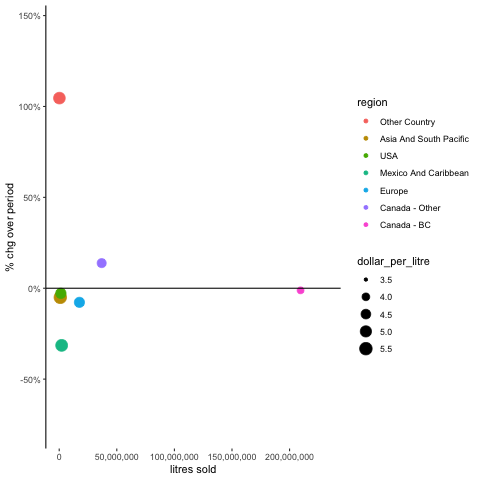 150%
100%
50%
0%
-50%
% chg over period
0
50,000,000
100,000,000
150,000,000
200,000,000
litres sold
region
Other Country
Asia And South Pacific
USA
Mexico And Caribbean
Europe
Canada - Other
Canada - BC
dollar_per_litre
3.5
4.0
4.5
5.0
5.5